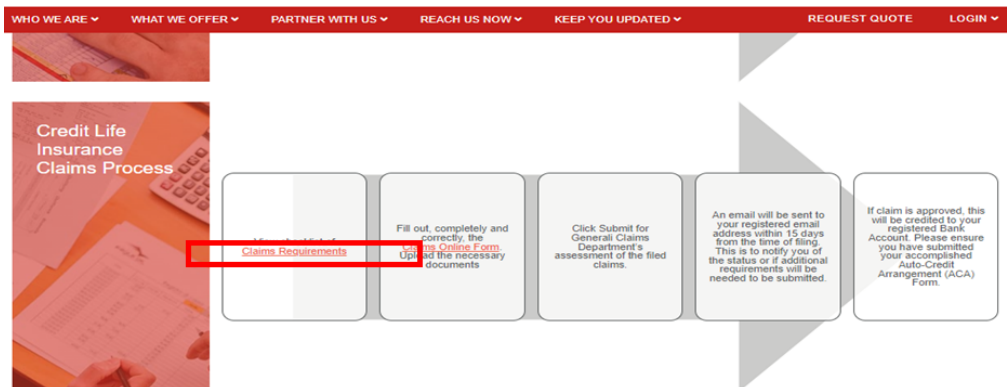 WHO WE ARE WHAT WE OFFER PARTNER WITH US REACH US NOW KEEP YOU UPDATED REQUEST QUOTE LOGIN
Credit Life
Insurance
Claims Process
Claims Requirements
Fill out, completely and
correctly, the
Claims Online Form.
Upload the necessary
documents
Click Submit for
Generali Claims
Department's
assessment of the filed
claims.
An email will be sent to
your registered email
address within 15 days
from the time of filing.
This is to notify you of
the status or if additional
requirements will be
needed to be submitted.
If claim is approved, this
will be credited to your
registered Bank
Account. Please ensure
you have submitted
your accomplished
Auto-Credit
Arrangement (ACA)
Form.